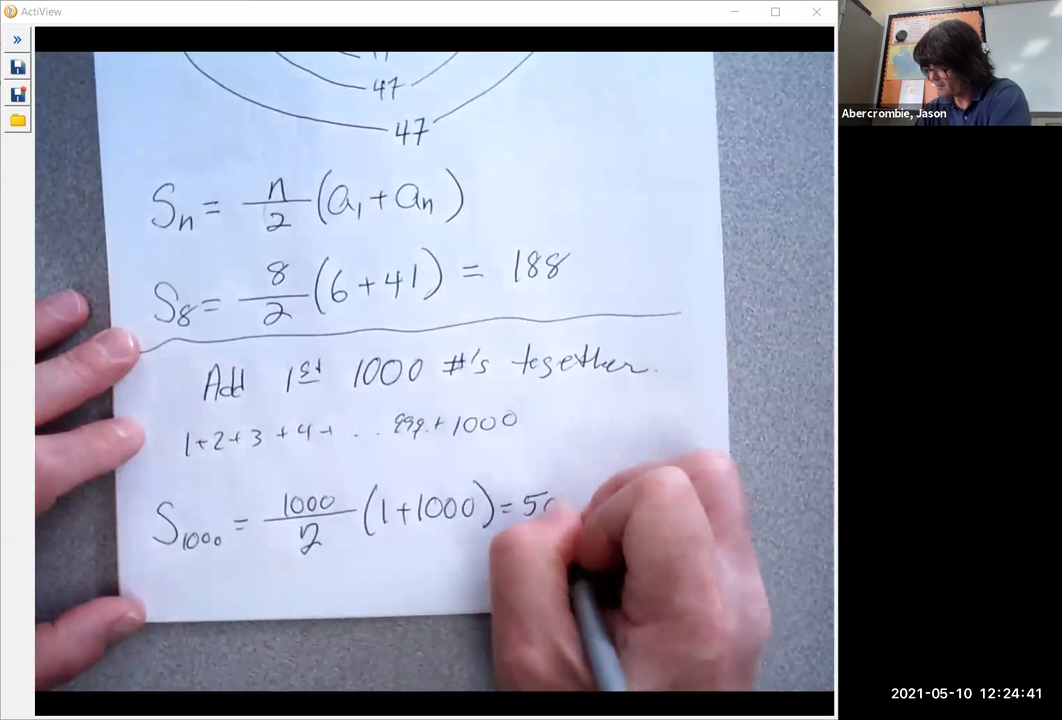 ActiView
Abercrombie, Jason
47
47
Sn = n/2 (a₁ + an)
S8 = 8/2 (6 + 41) = 188
Add 1st 1000 #'s together.
1+2+3+4+ . . . 999.+1000
S1000 = 1000/2 (1+1000) = 50
2021-05-10 12:24:41